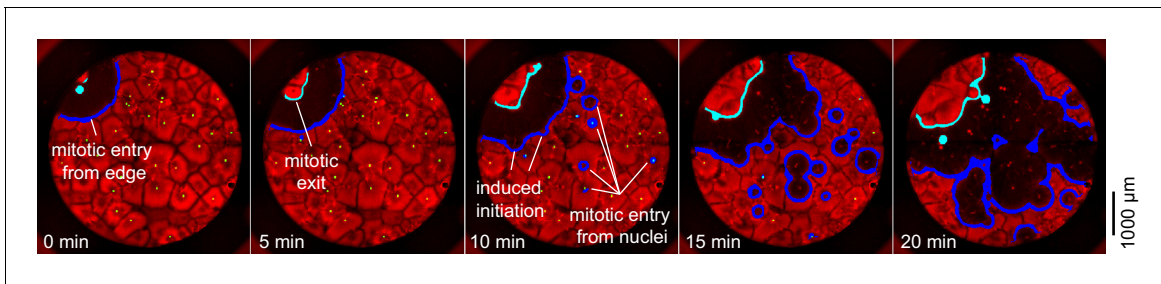 mitotic entry
from edge
0 min
mitotic
exit
5 min
induced
initiation
mitotic entry
from nuclei
10 min
15 min
20 min
1000 μm